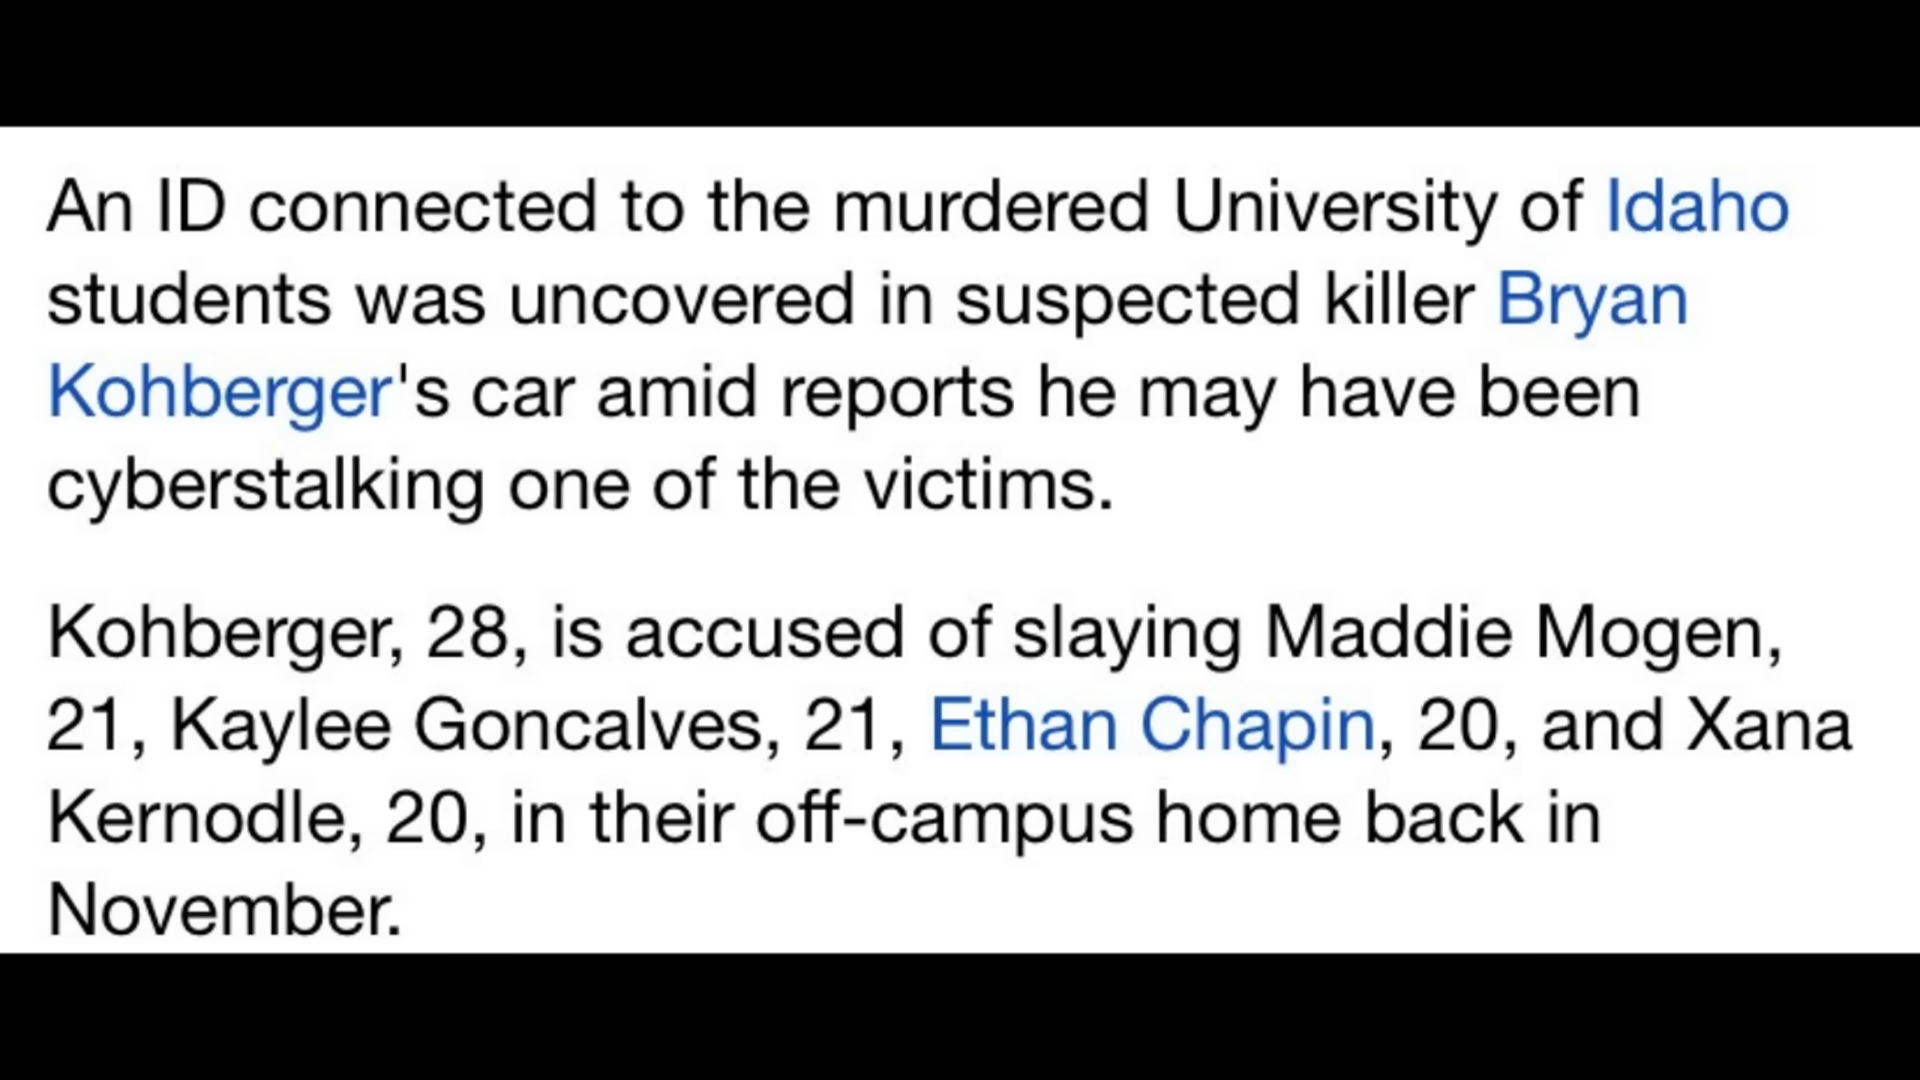 An ID connected to the murdered University of Idaho
students was uncovered in suspected killer Bryan
Kohberger's car amid reports he may have been
cyberstalking one of the victims.
Kohberger, 28, is accused of slaying Maddie Mogen,
21, Kaylee Goncalves, 21, Ethan Chapin, 20, and Xana
Kernodle, 20, in their off-campus home back in
November.